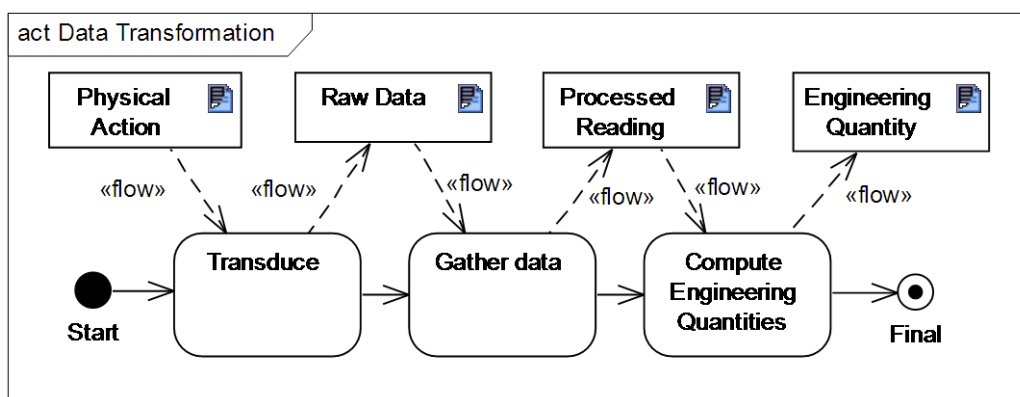 act Data Transformation
Physical
Action
Raw Data
Processed
Reading
Engineering
Quantity
«flow»
«flow»
«flow»
«flow»
«flow»
«flow»
Transduce
Gather data
Compute
Engineering
Quantities
Start
Final